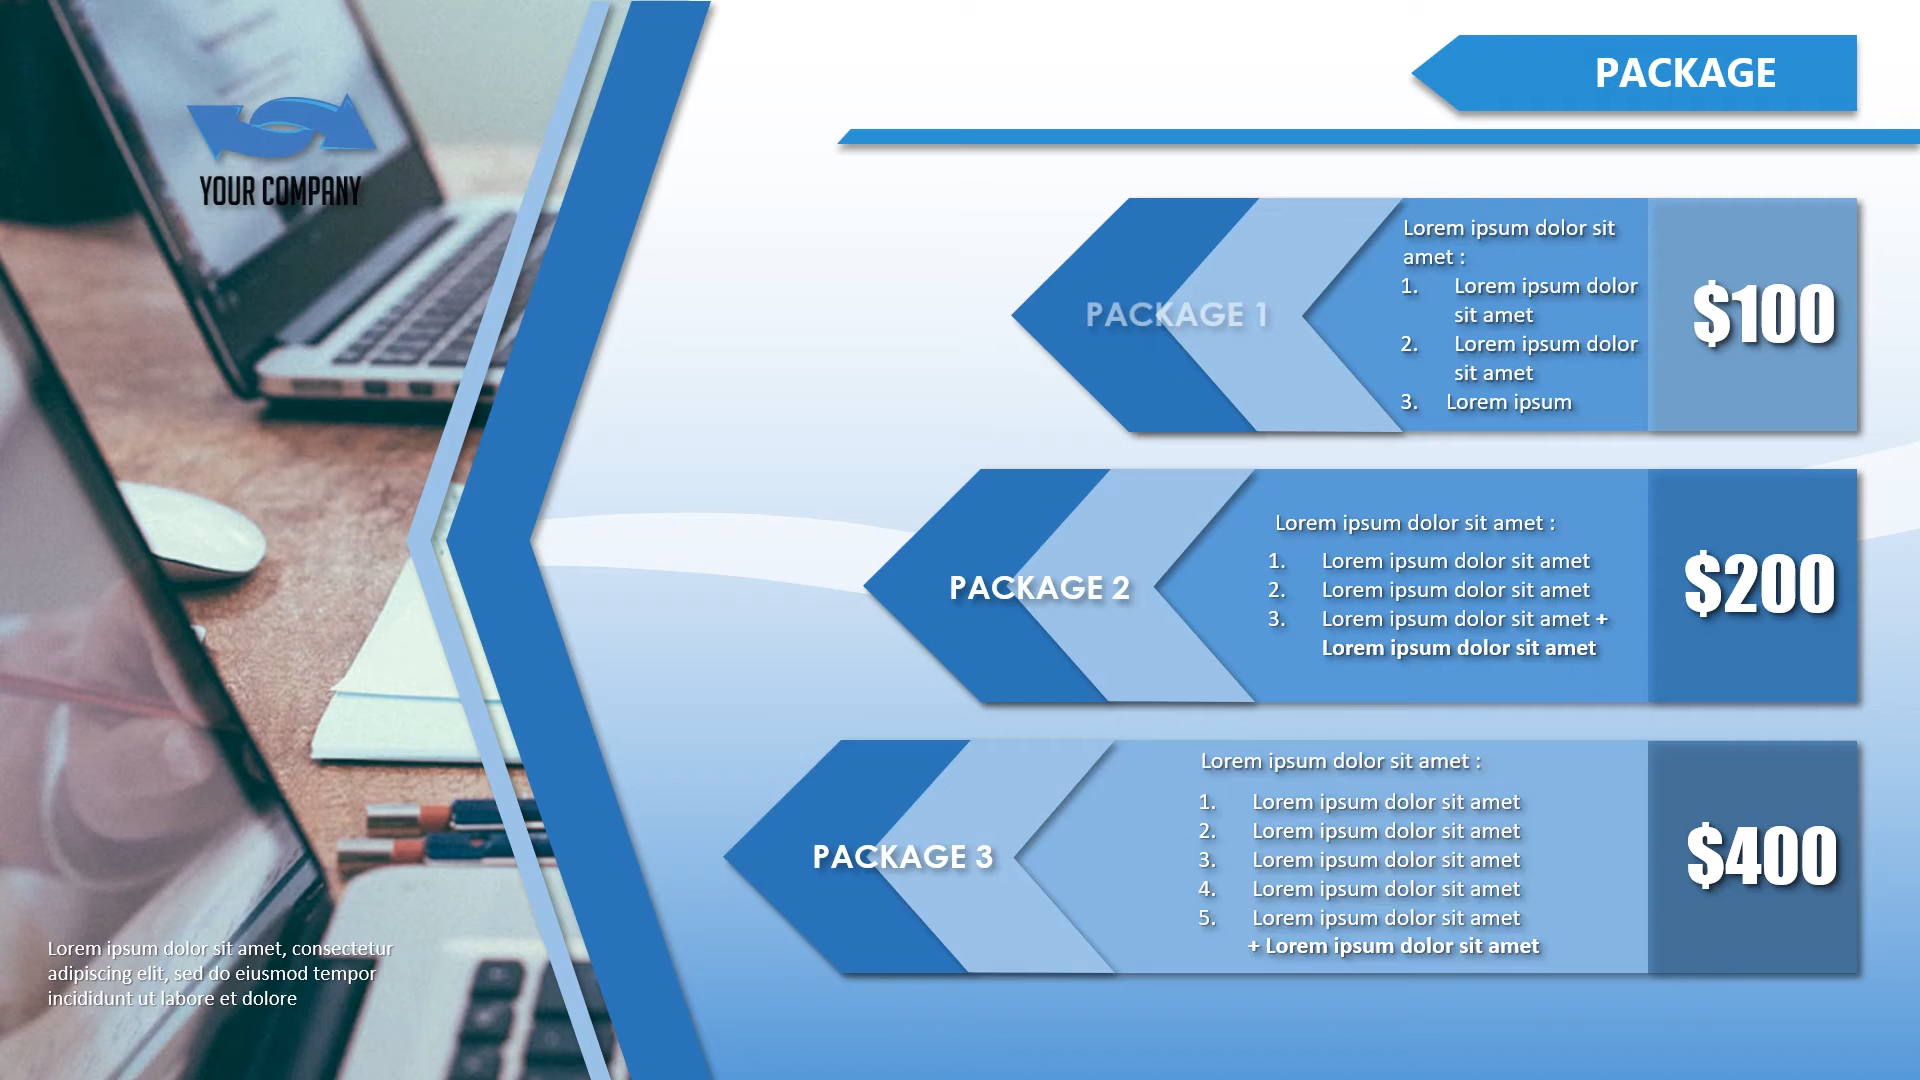 YOUR COMPANY
Lorem ipsum dolor sit amet, consectetur
adipiscing elit, sed do eiusmod tempor
incididunt ut labore et dolore
PACKAGE
PACKAGE 1
Lorem ipsum dolor sit
amet :
1. Lorem ipsum dolor
sit amet
2. Lorem ipsum dolor
sit amet
3. Lorem ipsum
$100
PACKAGE 2
Lorem ipsum dolor sit amet :
1. Lorem ipsum dolor sit amet
2. Lorem ipsum dolor sit amet
3. Lorem ipsum dolor sit amet +
Lorem ipsum dolor sit amet
$200
PACKAGE 3
Lorem ipsum dolor sit amet :
1. Lorem ipsum dolor sit amet
2. Lorem ipsum dolor sit amet
3. Lorem ipsum dolor sit amet
4. Lorem ipsum dolor sit amet
5. Lorem ipsum dolor sit amet
+ Lorem ipsum dolor sit amet
$400